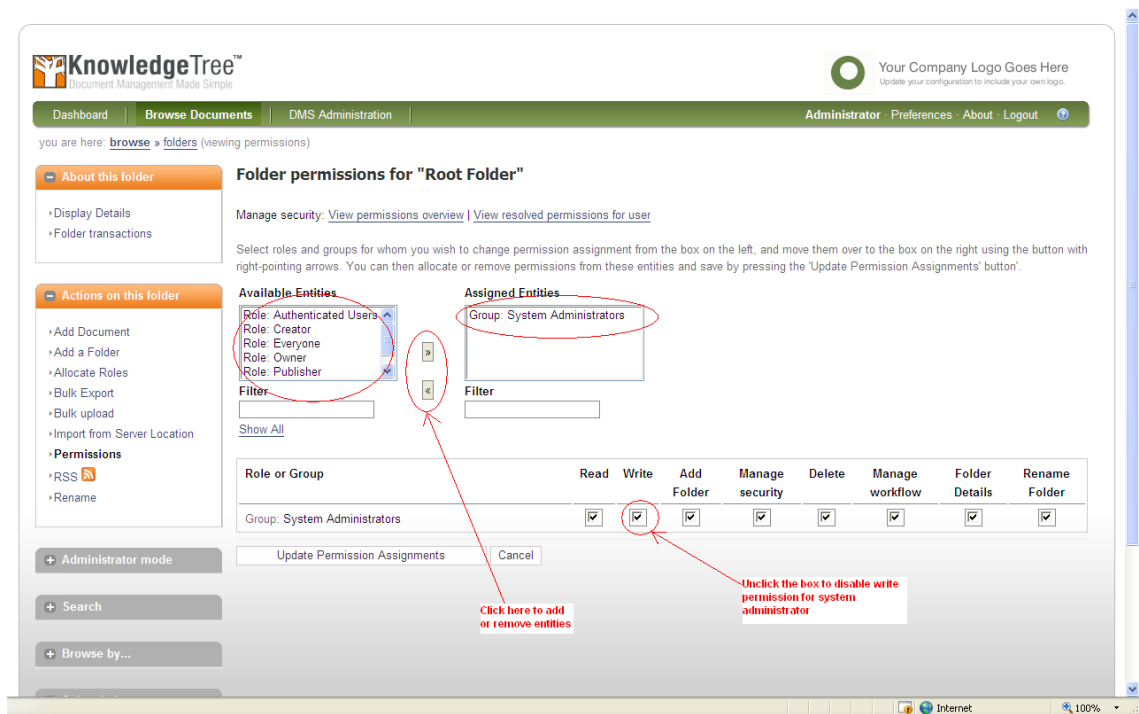 KnowledgeTree™
Document Management Made Simple
Your Company Logo Goes Here
Update your configuration to include your own logo.
Dashboard Browse Documents DMS Administration Administrator · Preferences · About · Logout ?
you are here: browse » folders (viewing permissions)
About this folder
Display Details
Folder transactions
Actions on this folder
Add Document
Add a Folder
Allocate Roles
Bulk Export
Bulk upload
Import from Server Location
Permissions
RSS
Rename
Administrator mode
Search
Browse by...
Folder permissions for "Root Folder"
Manage security: View permissions overview | View resolved permissions for user
Select roles and groups for whom you wish to change permission assignment from the box on the left, and move them over to the box on the right using the button with
right-pointing arrows. You can then allocate or remove permissions from these entities and save by pressing the 'Update Permission Assignments' button'.
Available Entities
Role: Authenticated Users
Role: Creator
Role: Everyone
Role: Owner
Role: Publisher
Filter
Show All
»
«
Assigned Entities
Group: System Administrators
Filter
Role or Group Read Write Add Folder Manage security Delete Manage workflow Folder Details Rename Folder
Group: System Administrators
Update Permission Assignments Cancel
Click here to add
or remove entities
Unclick the box to disable write
permission for system
administrator
Internet 100%